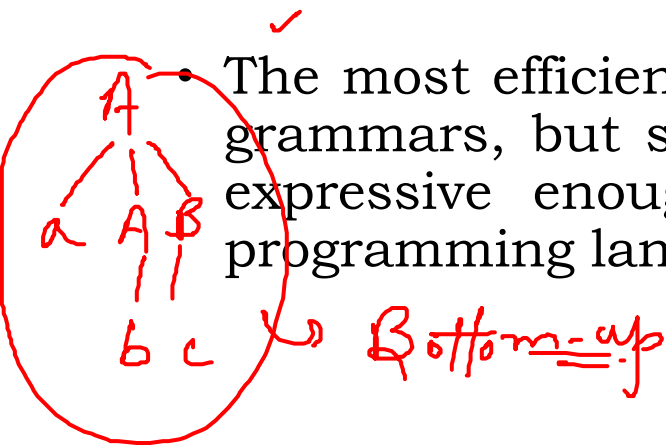 • The most efficien
grammars, but s
expressive enoug
programming lan
A
a A B
b c
Bottom-up